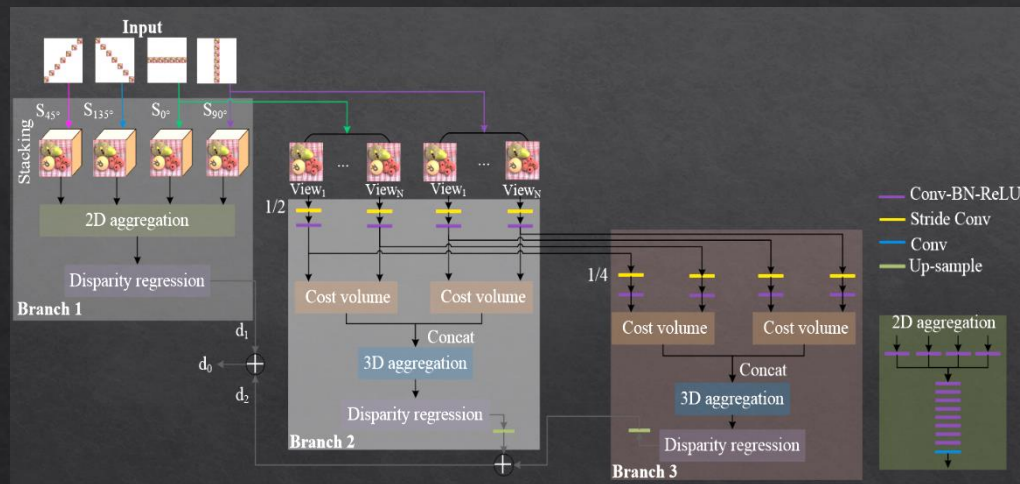 Input
S45° S135° S0° S90°
Stacking
View1 ... ViewN View1 ... ViewN
1/2
2D aggregation
Disparity regression
Branch 1
d1
d0
d2
Cost volume Cost volume
Concat
3D aggregation
Disparity regression
Branch 2
1/4
Cost volume Cost volume
Concat
3D aggregation
Disparity regression
Branch 3
Conv-BN-ReLU
Stride Conv
Conv
Up-sample
2D aggregation